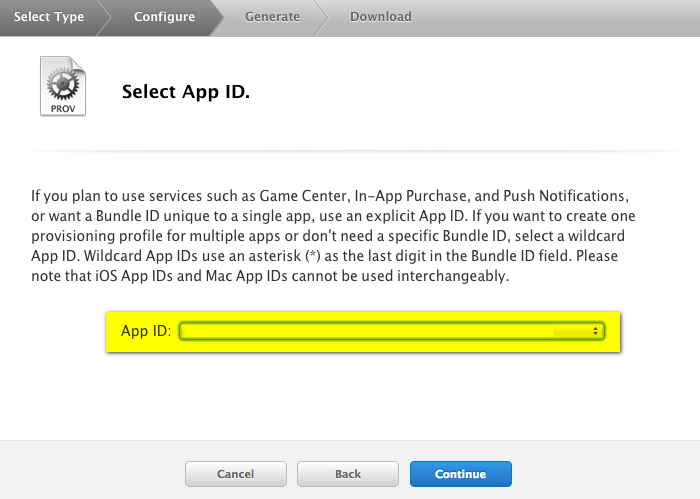 Select Type
Configure
Generate
Download
PROV
Select App ID.
If you plan to use services such as Game Center, In-App Purchase, and Push Notifications,
or want a Bundle ID unique to a single app, use an explicit App ID. If you want to create one
provisioning profile for multiple apps or don't need a specific Bundle ID, select a wildcard
App ID. Wildcard App IDs use an asterisk (*) as the last digit in the Bundle ID field. Please
note that iOS App IDs and Mac App IDs cannot be used interchangeably.
App ID:
Cancel
Back
Continue